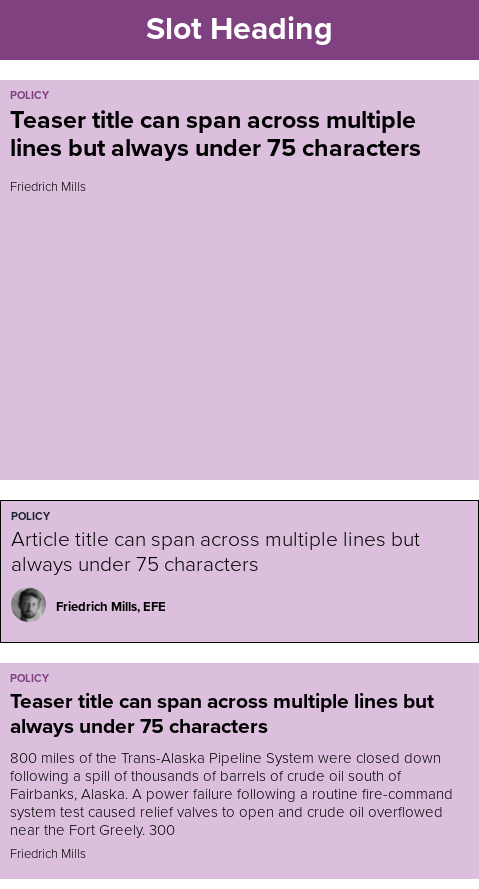 Slot Heading
POLICY
Teaser title can span across multiple
lines but always under 75 characters
Friedrich Mills
POLICY
Article title can span across multiple lines but
always under 75 characters
Friedrich Mills, EFE
POLICY
Teaser title can span across multiple lines but
always under 75 characters
800 miles of the Trans-Alaska Pipeline System were closed down
following a spill of thousands of barrels of crude oil south of
Fairbanks, Alaska. A power failure following a routine fire-command
system test caused relief valves to open and crude oil overflowed
near the Fort Greely. 300
Friedrich Mills